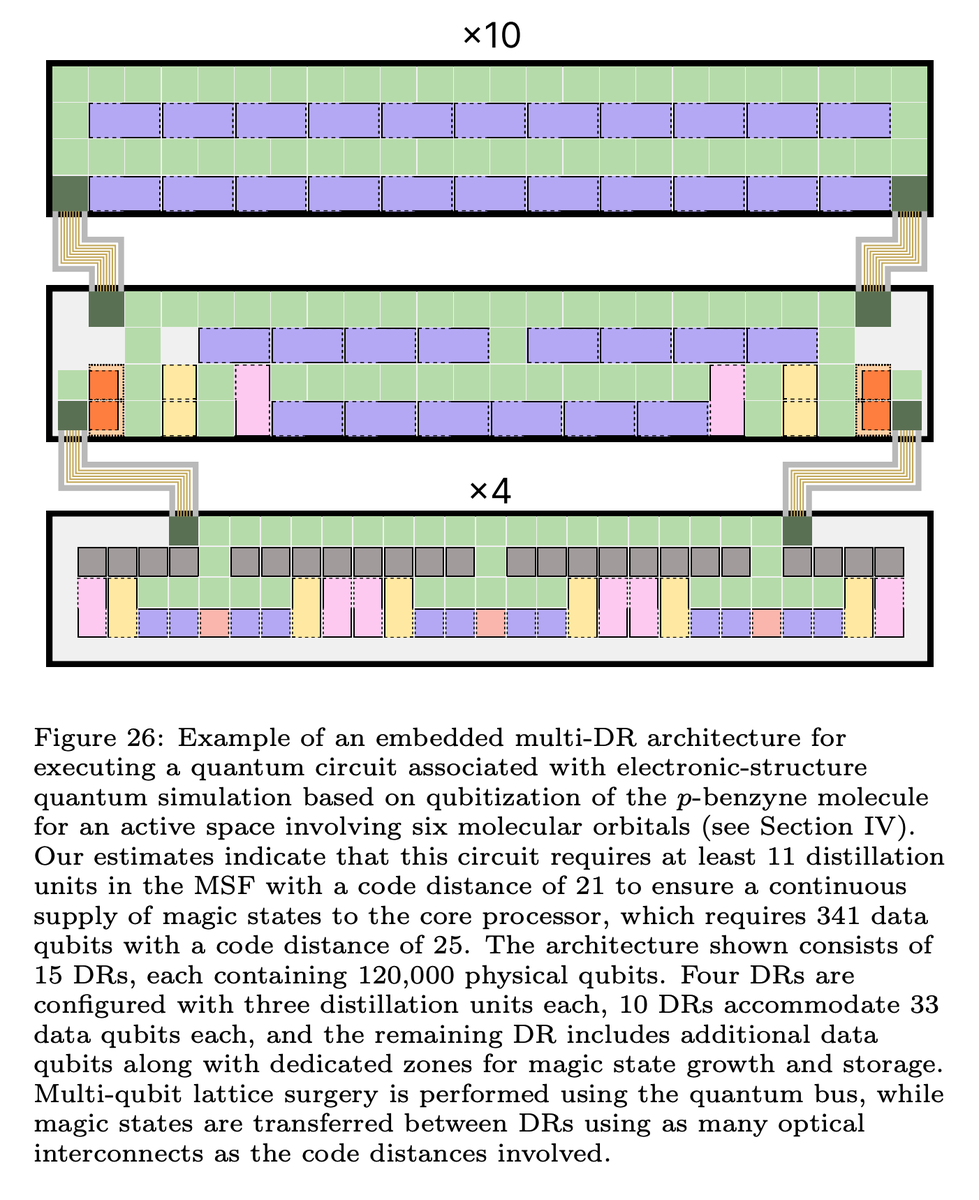 ×10
×4
Figure 26: Example of an embedded multi-DR architecture for
executing a quantum circuit associated with electronic-structure
quantum simulation based on qubitization of the p-benzyne molecule
for an active space involving six molecular orbitals (see Section IV).
Our estimates indicate that this circuit requires at least 11 distillation
units in the MSF with a code distance of 21 to ensure a continuous
supply of magic states to the core processor, which requires 341 data
qubits with a code distance of 25. The architecture shown consists of
15 DRs, each containing 120,000 physical qubits. Four DRs are
configured with three distillation units each, 10 DRs accommodate 33
data qubits each, and the remaining DR includes additional data
qubits along with dedicated zones for magic state growth and storage.
Multi-qubit lattice surgery is performed using the quantum bus, while
magic states are transferred between DRs using as many optical
interconnects as the code distances involved.